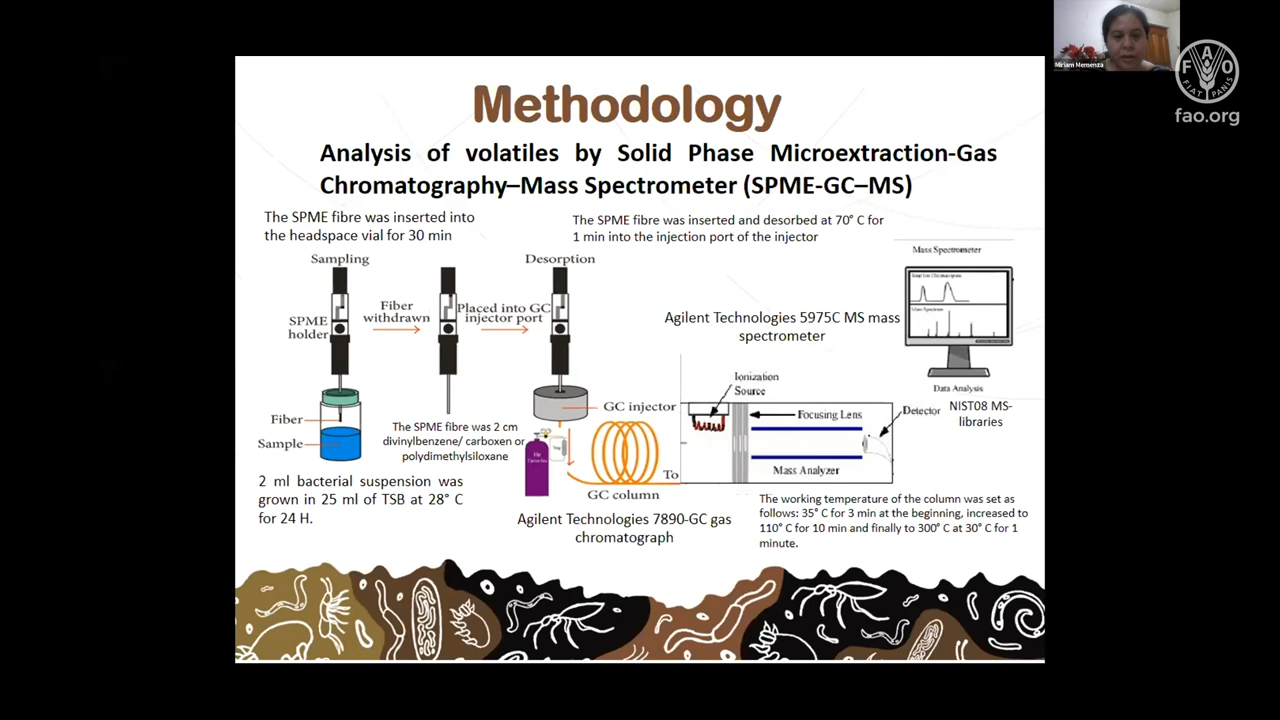 Methodology
Analysis of volatiles by Solid Phase Microextraction-Gas
Chromatography–Mass Spectrometer (SPME-GC–MS)
The SPME fibre was inserted into
the headspace vial for 30 min
The SPME fibre was inserted and desorbed at 70° C for
1 min into the injection port of the injector
Sampling
Desorption
SPME
holder
Fiber
withdrawn
Placed into GC
injector port
Fiber
Sample
The SPME fibre was 2 cm
divinylbenzene/ carboxen or
polydimethylsiloxane
2 ml bacterial suspension was
grown in 25 ml of TSB at 28° C
for 24 H.
GC injector
GC column
To
Agilent Technologies 7890-GC gas
chromatograph
Agilent Technologies 5975C MS mass
spectrometer
Mass Spectrometer
Mass Spectrum
Data Analysis
NIST08 MS-
libraries
Ionization
Source
Focusing Lens
Detector
Mass Analyzer
The working temperature of the column was set as
follows: 35° C for 3 min at the beginning, increased to
110° C for 10 min and finally to 300° C at 30° C for 1
minute.
Miriam Memenza
FAO
FIAT PANIS
fao.org